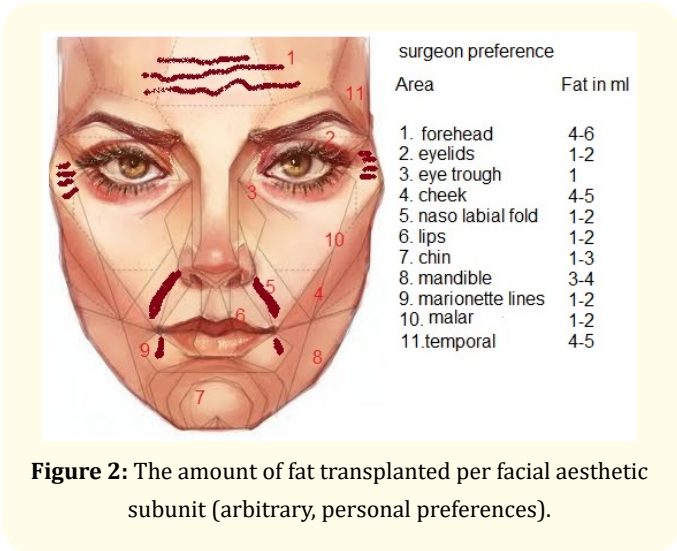 surgeon preference
Area Fat in ml
1. forehead 4-6
2. eyelids 1-2
3. eye trough 1
4. cheek 4-5
5. naso labial fold 1-2
6. lips 1-2
7. chin 1-3
8. mandible 3-4
9. marionette lines 1-2
10. malar 1-2
11.temporal 4-5
1
11
2
3
10
5
4
6
9
8
7
Figure 2: The amount of fat transplanted per facial aesthetic
subunit (arbitrary, personal preferences).